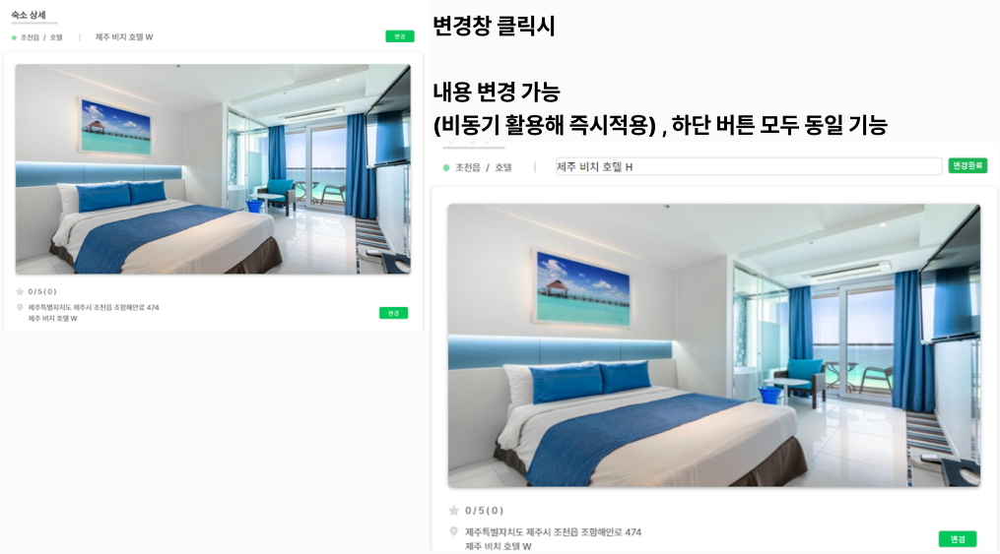 숙소 상세
조천읍 / 호텔 | 제주 비치 호텔 W 변경
0/5(0)
제주특별자치도 제주시 조천읍 조함해안로 474
제주 비치 호텔 W
변경
변경창 클릭시
내용 변경 가능
(비동기 활용해 즉시적용) , 하단 버튼 모두 동일 기능
조천읍 / 호텔 | 제주 비치 호텔 H 변경완료
0/5(0)
제주특별자치도 제주시 조천읍 조함해안로 474
제주 비치 호텔 W
변경